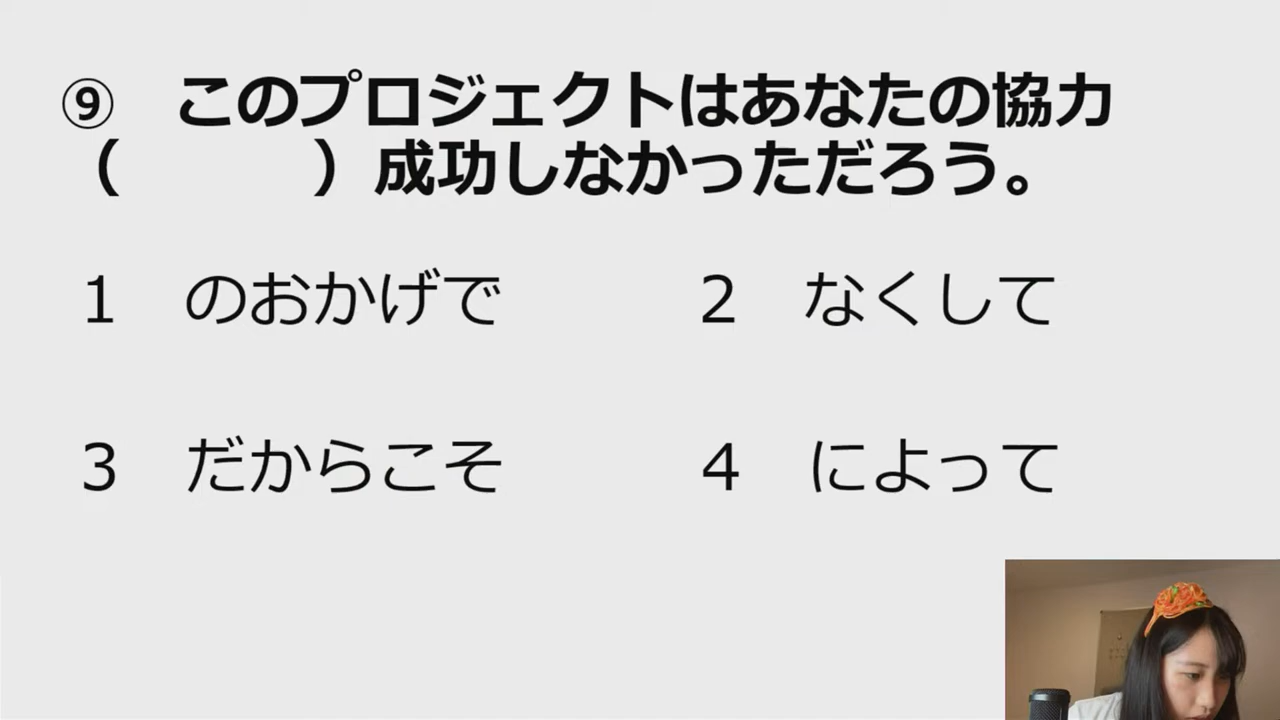 ⑨　このプロジェクトはあなたの協力
（　　　）成功しなかっただろう。
1　のおかげで　　　2　なくして
3　だからこそ　　　4　によって